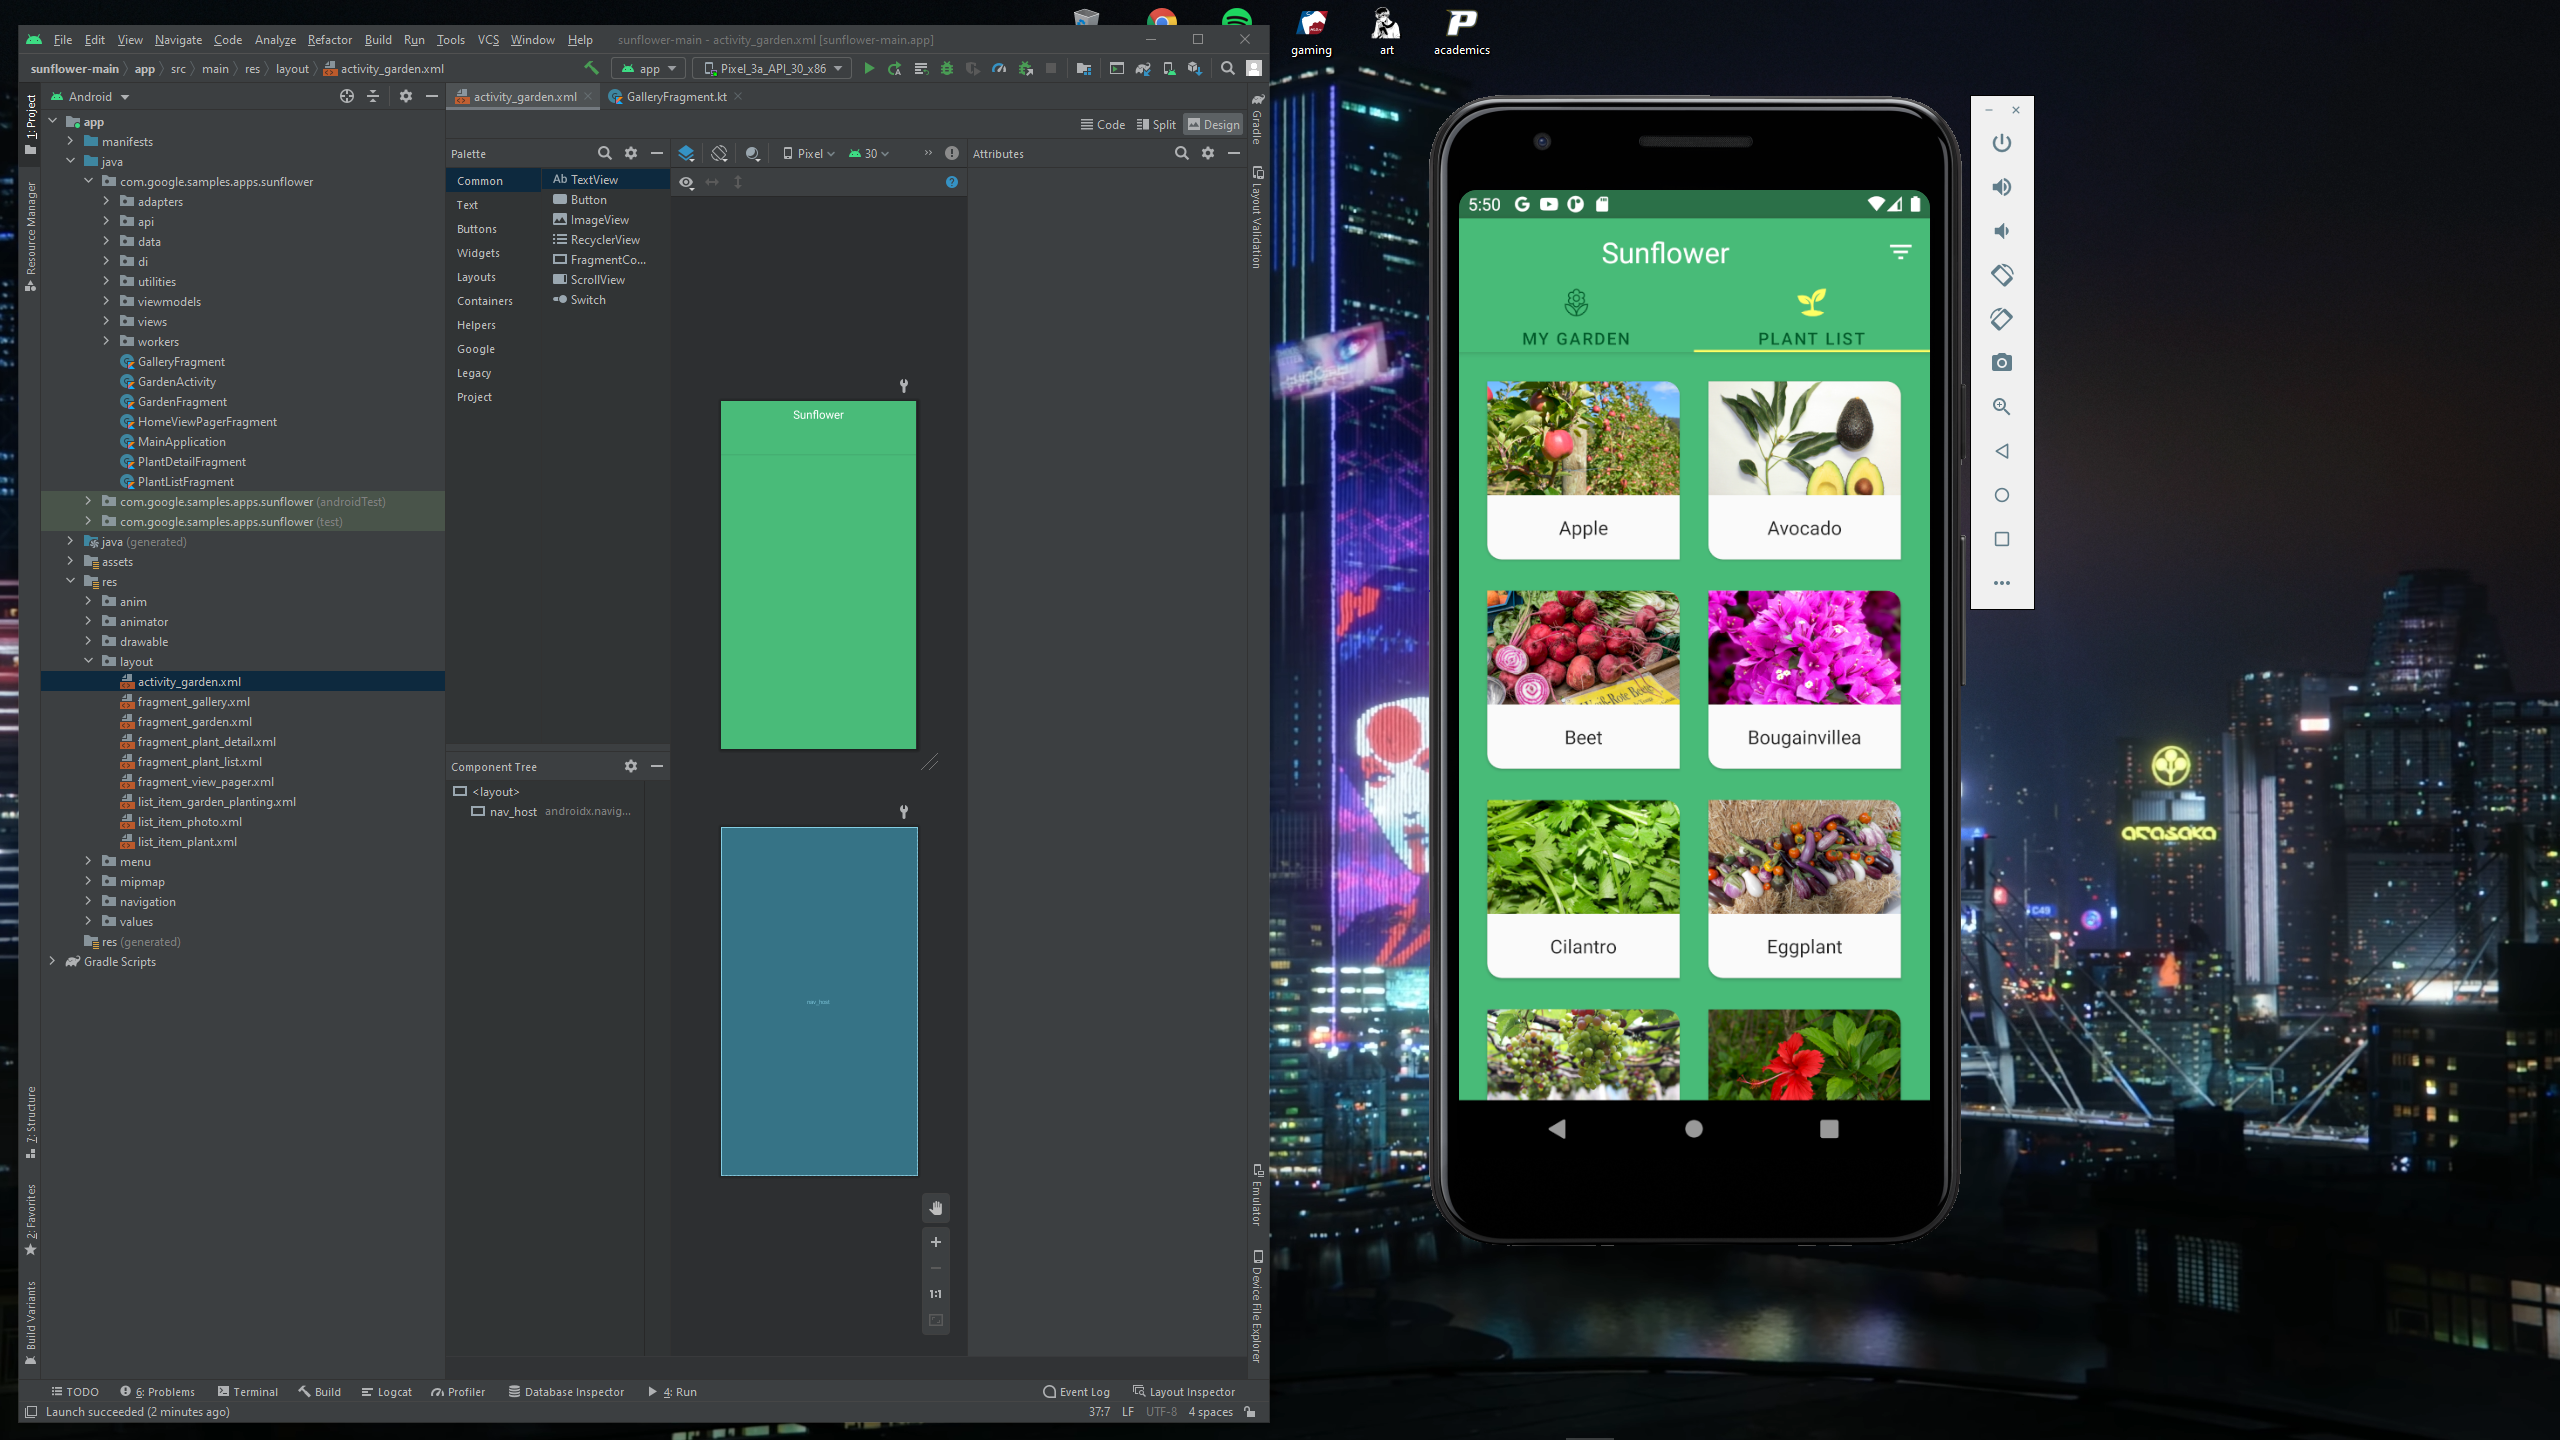 gaming
art
academics
File Edit View Navigate Code Analyze Refactor Build Run Tools VCS Window Help sunflower-main - activity_garden.xml [sunflower-main.app]
sunflower-main app src main res layout activity_garden.xml app Pixel_3a_API_30_x86
Android
activity_garden.xml
GalleryFragment.kt
Code Split Design
1: Project
Resource Manager
7: Structure
2: Favorites
Build Variants
app
manifests
java
com.google.samples.apps.sunflower
adapters
api
data
di
utilities
viewmodels
views
workers
GalleryFragment
GardenActivity
GardenFragment
HomeViewPagerFragment
MainApplication
PlantDetailFragment
PlantListFragment
com.google.samples.apps.sunflower (androidTest)
com.google.samples.apps.sunflower (test)
java (generated)
assets
res
anim
animator
drawable
layout
activity_garden.xml
fragment_gallery.xml
fragment_garden.xml
fragment_plant_detail.xml
fragment_plant_list.xml
fragment_view_pager.xml
list_item_garden_planting.xml
list_item_photo.xml
list_item_plant.xml
menu
mipmap
navigation
values
res (generated)
Gradle Scripts
Palette
Common
Text
Buttons
Widgets
Layouts
Containers
Helpers
Google
Legacy
Project
Ab TextView
Button
ImageView
RecyclerView
FragmentCo...
ScrollView
Switch
Component Tree
<layout>
nav_host androidx.navig...
Pixel 30
Sunflower
nav_host
1:1
Attributes
Gradle
Layout Validation
Emulator
Device File Explorer
TODO 6: Problems Terminal Build Logcat Profiler Database Inspector 4: Run Event Log Layout Inspector
Launch succeeded (2 minutes ago) 37:7 LF UTF-8 4 spaces
5:50
Sunflower
MY GARDEN PLANT LIST
Apple Avocado
Beet Bougainvillea
Cilantro Eggplant
arasaka
C49